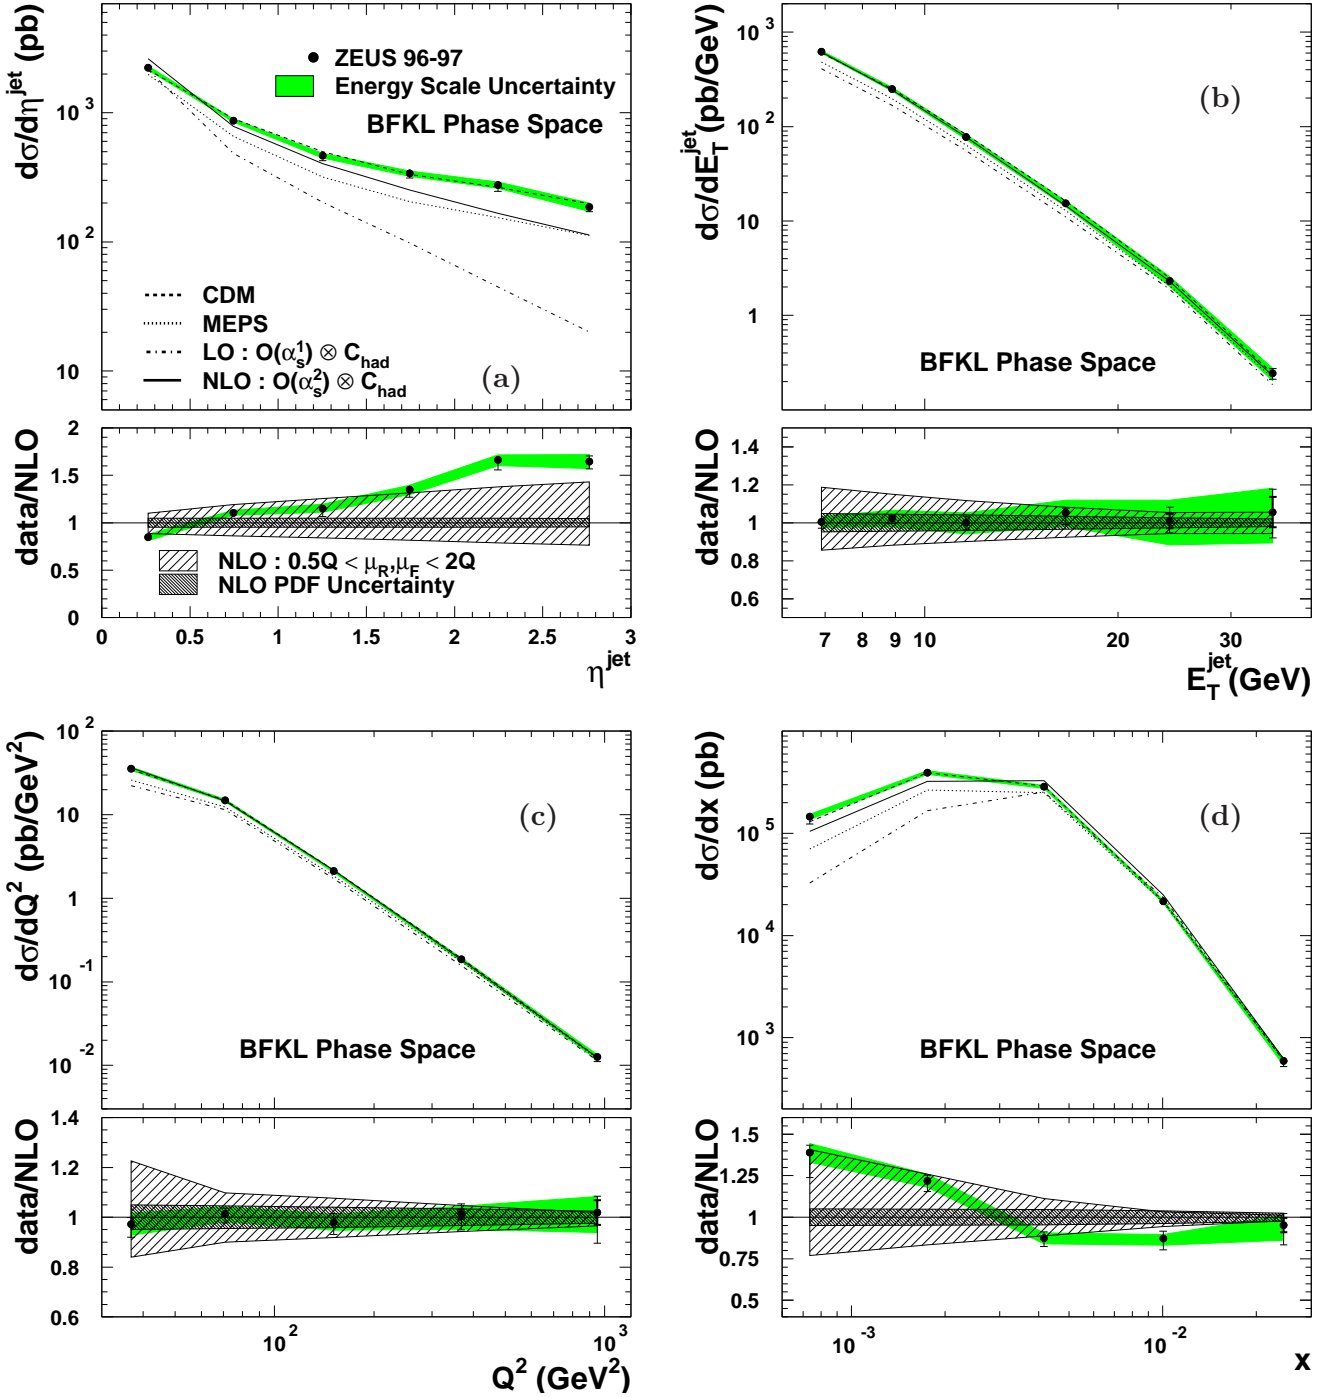 dσ/dη^jet (pb)
10^3
10^2
10
ZEUS 96-97
Energy Scale Uncertainty
BFKL Phase Space
CDM
MEPS
LO : O(α_s^1) ⊗ C_had
NLO : O(α_s^2) ⊗ C_had
(a)
data/NLO
2
1.5
1
0.5
0
NLO : 0.5Q < μ_R,μ_F < 2Q
NLO PDF Uncertainty
0 0.5 1 1.5 2 2.5 3
η^jet
dσ/dE_T^jet (pb/GeV)
10^3
10^2
10
1
(b)
BFKL Phase Space
data/NLO
1.4
1.2
1
0.8
0.6
7 8 9 10 20 30
E_T^jet (GeV)
dσ/dQ^2 (pb/GeV^2)
10^2
10
1
10^-1
10^-2
(c)
BFKL Phase Space
data/NLO
1.4
1.2
1
0.8
0.6
10^2 10^3
Q^2 (GeV^2)
dσ/dx (pb)
10^5
10^4
10^3
(d)
BFKL Phase Space
data/NLO
1.5
1.25
1
0.75
0.5
10^-3 10^-2
x